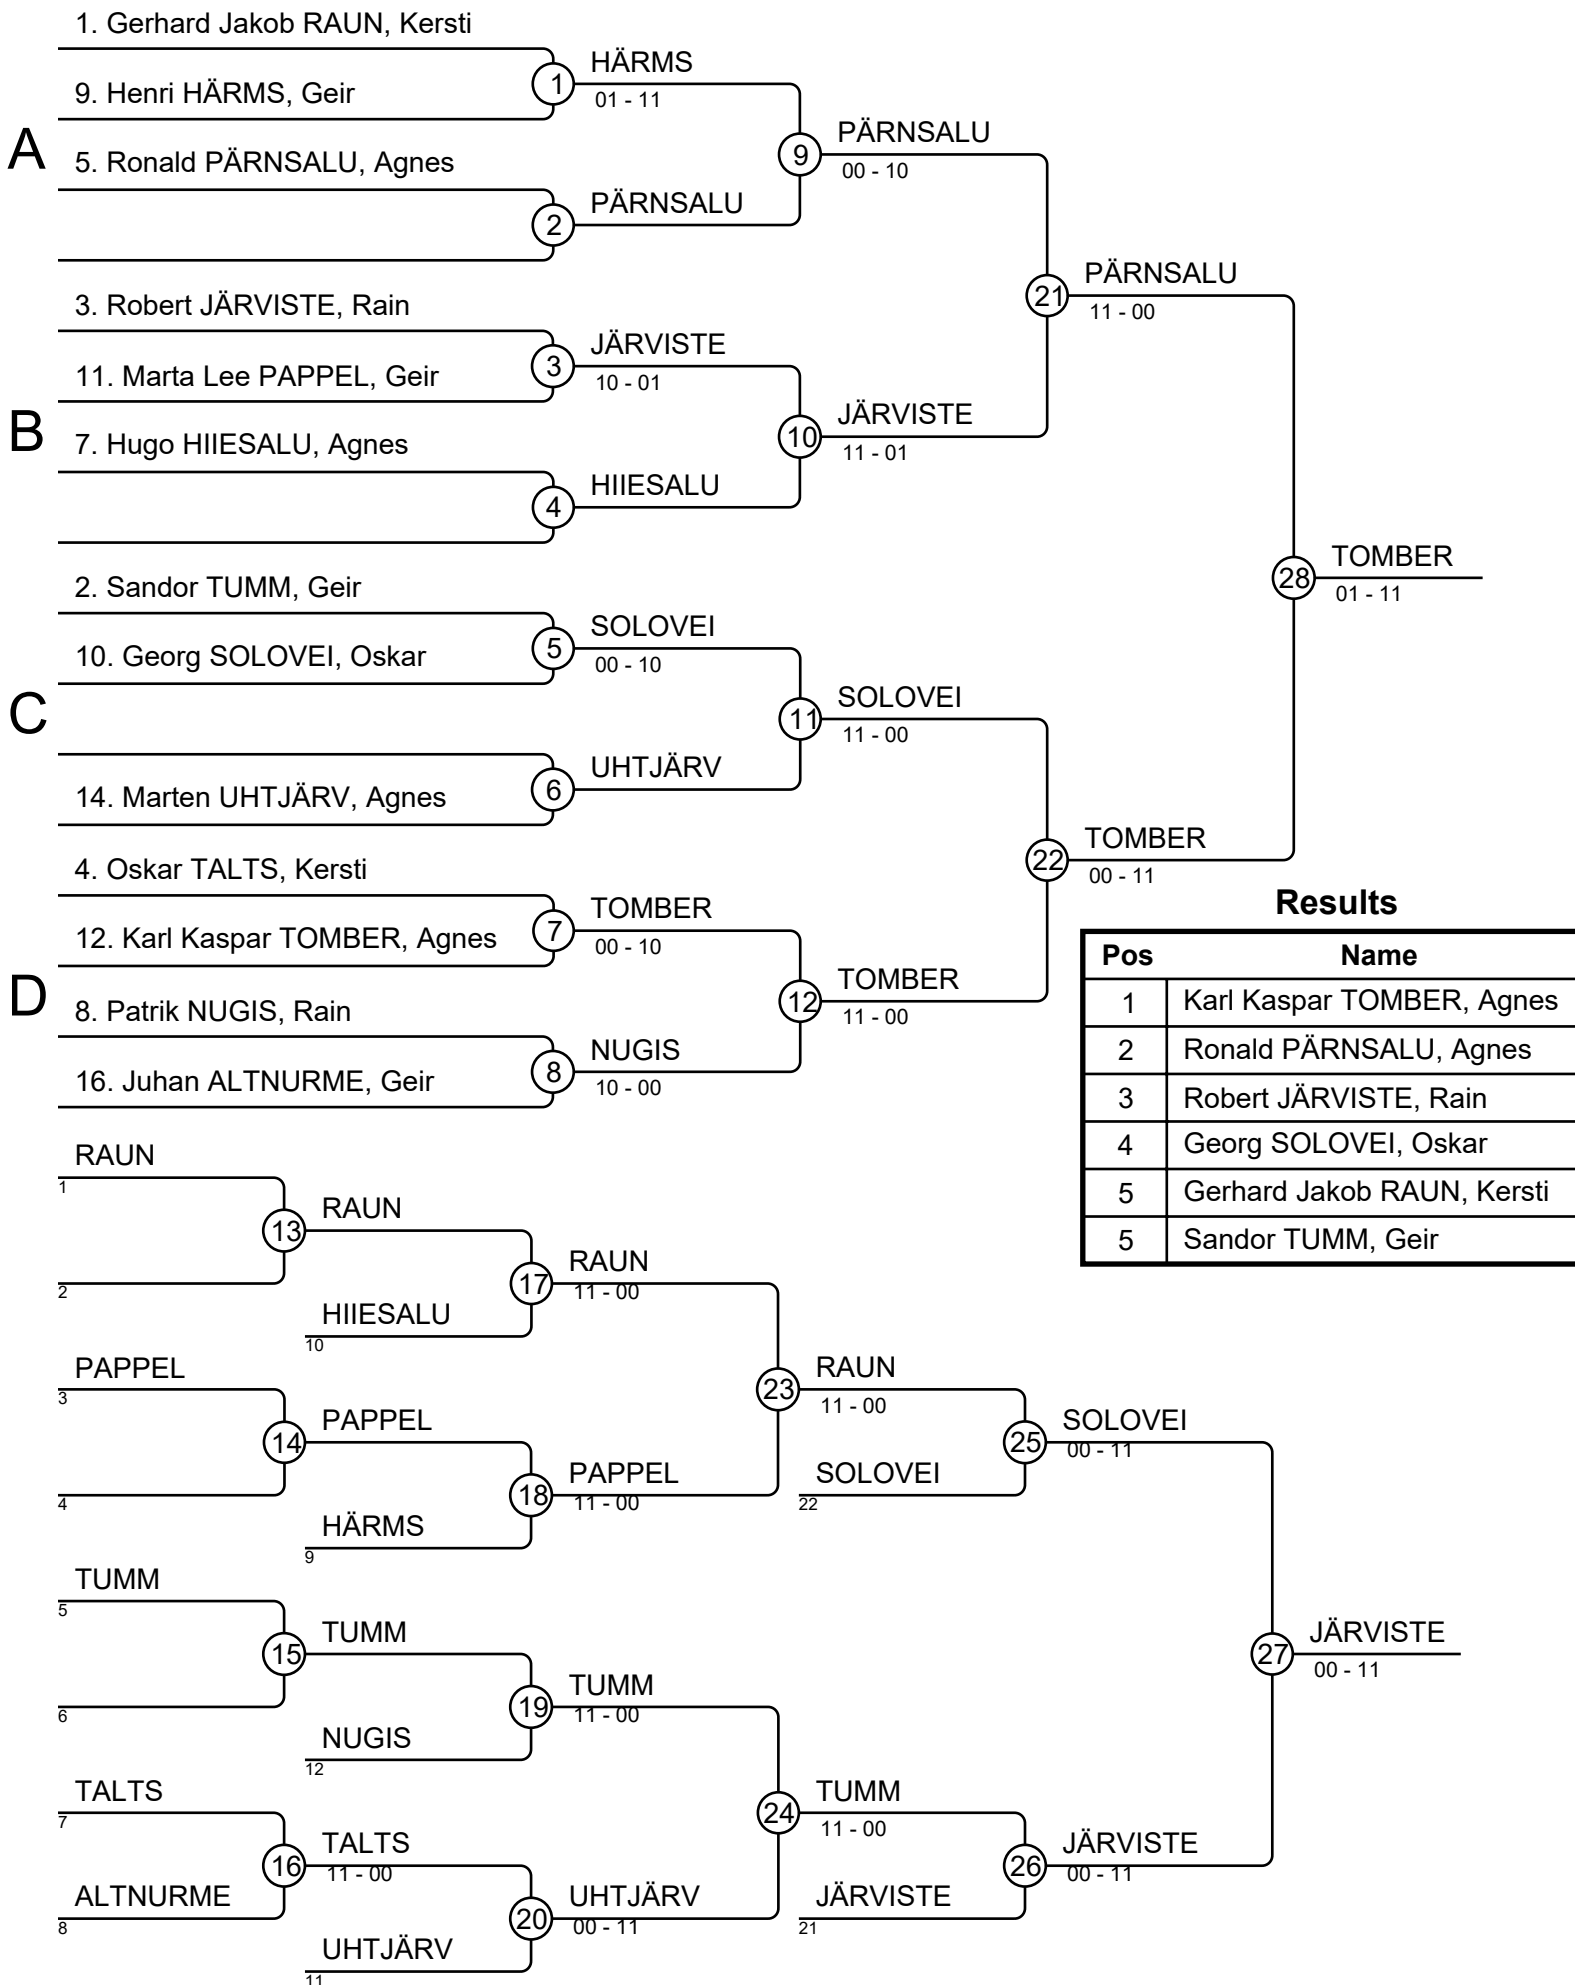 1. Gerhard Jakob RAUN, Kersti
1
HÄRMS
01 - 11
9. Henri HÄRMS, Geir
A
9
PÄRNSALU
00 - 10
5. Ronald PÄRNSALU, Agnes
2
PÄRNSALU
21
PÄRNSALU
11 - 00
3. Robert JÄRVISTE, Rain
3
JÄRVISTE
10 - 01
11. Marta Lee PAPPEL, Geir
B
10
JÄRVISTE
11 - 01
7. Hugo HIIESALU, Agnes
4
HIIESALU
28
TOMBER
01 - 11
2. Sandor TUMM, Geir
5
SOLOVEI
00 - 10
10. Georg SOLOVEI, Oskar
C
11
SOLOVEI
11 - 00
6
UHTJÄRV
14. Marten UHTJÄRV, Agnes
22
TOMBER
00 - 11
4. Oskar TALTS, Kersti
7
TOMBER
00 - 10
12. Karl Kaspar TOMBER, Agnes
D
12
TOMBER
11 - 00
8. Patrik NUGIS, Rain
8
NUGIS
10 - 00
16. Juhan ALTNURME, Geir
Results
Pos Name
1 Karl Kaspar TOMBER, Agnes
2 Ronald PÄRNSALU, Agnes
3 Robert JÄRVISTE, Rain
4 Georg SOLOVEI, Oskar
5 Gerhard Jakob RAUN, Kersti
5 Sandor TUMM, Geir
RAUN
1
13
RAUN
2
17
RAUN
11 - 00
HIIESALU
10
PAPPEL
3
23
RAUN
11 - 00
14
PAPPEL
4
18
PAPPEL
11 - 00
HÄRMS
9
25
SOLOVEI
00 - 11
SOLOVEI
22
TUMM
5
15
TUMM
6
19
TUMM
11 - 00
NUGIS
12
27
JÄRVISTE
00 - 11
TALTS
7
24
TUMM
11 - 00
16
TALTS
11 - 00
ALTNURME
8
20
UHTJÄRV
00 - 11
UHTJÄRV
11
26
JÄRVISTE
00 - 11
JÄRVISTE
21